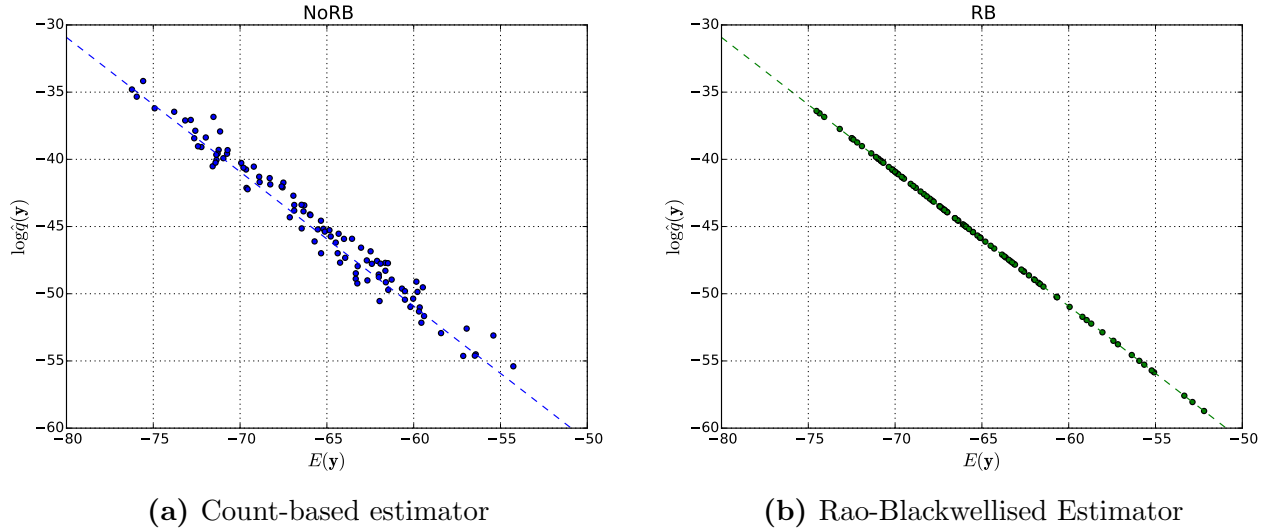 NoRB
−30
−35
−40
−45
−50
−55
−60
−80 −75 −70 −65 −60 −55 −50
log q̂(y)
E(y)
(a) Count-based estimator
RB
−30
−35
−40
−45
−50
−55
−60
−80 −75 −70 −65 −60 −55 −50
log q̂(y)
E(y)
(b) Rao-Blackwellised Estimator